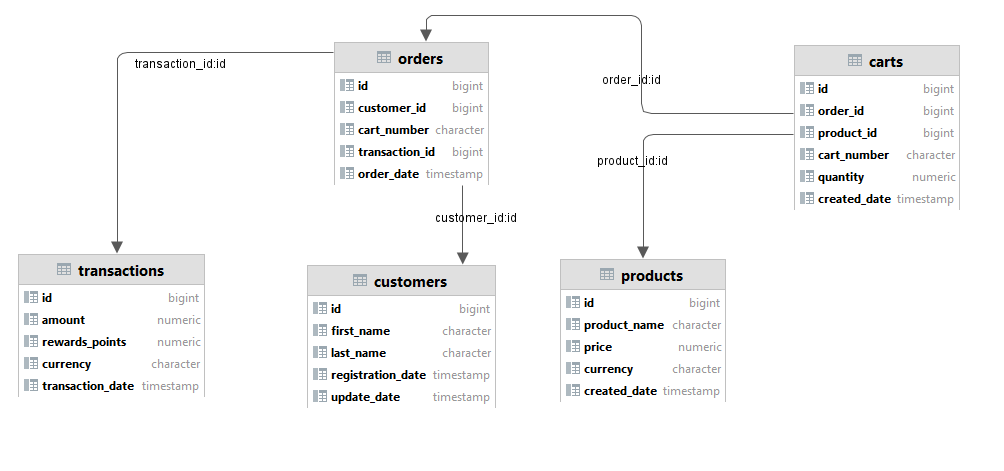 transaction_id:id
orders
id bigint
customer_id bigint
cart_number character
transaction_id bigint
order_date timestamp
order_id:id
carts
id bigint
order_id bigint
product_id bigint
cart_number character
quantity numeric
created_date timestamp
product_id:id
customer_id:id
transactions
id bigint
amount numeric
rewards_points numeric
currency character
transaction_date timestamp
customers
id bigint
first_name character
last_name character
registration_date timestamp
update_date timestamp
products
id bigint
product_name character
price numeric
currency character
created_date timestamp